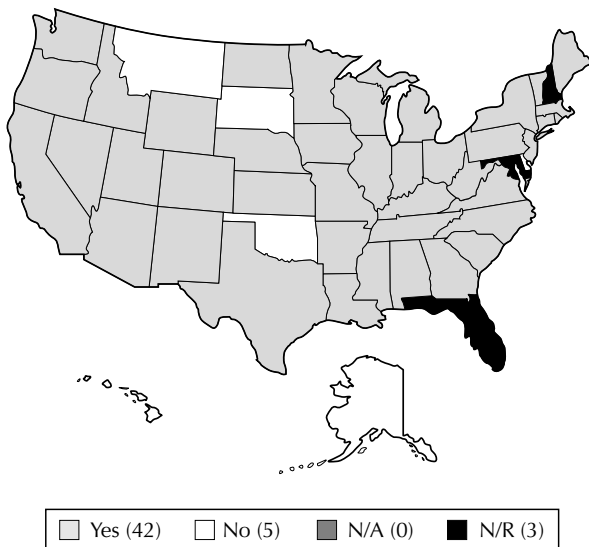 Yes (42) No (5) N/A (0) N/R (3)